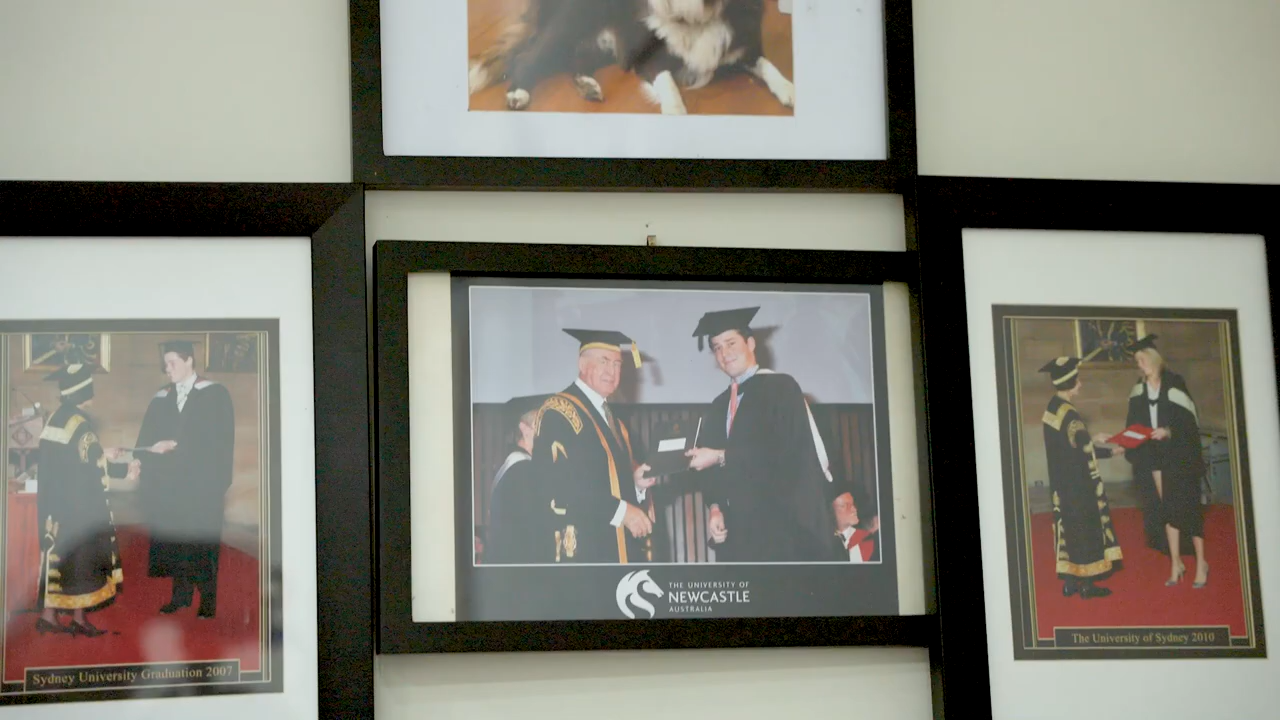 Sydney University Graduation 2007
THE UNIVERSITY OF
NEWCASTLE
AUSTRALIA
The University of Sydney 2010